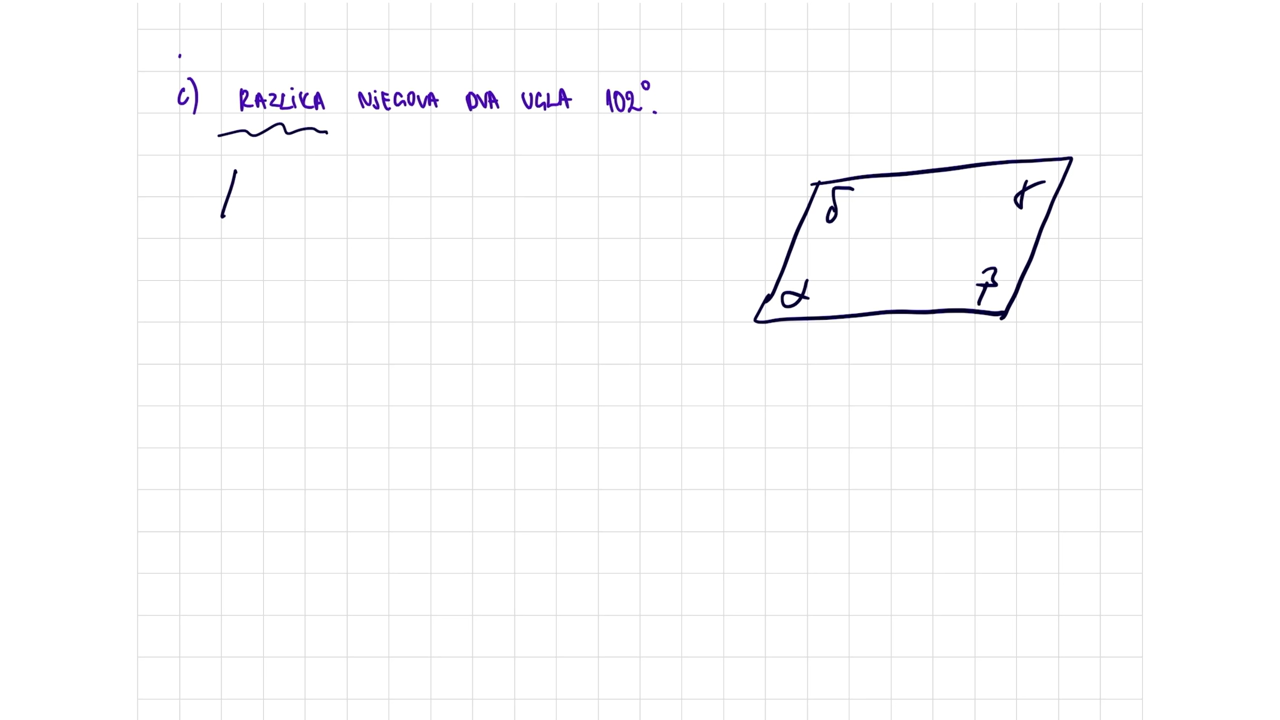 c) RAZLIKA NJEGOVA DVA UGLA 102°.
δ γ
α β